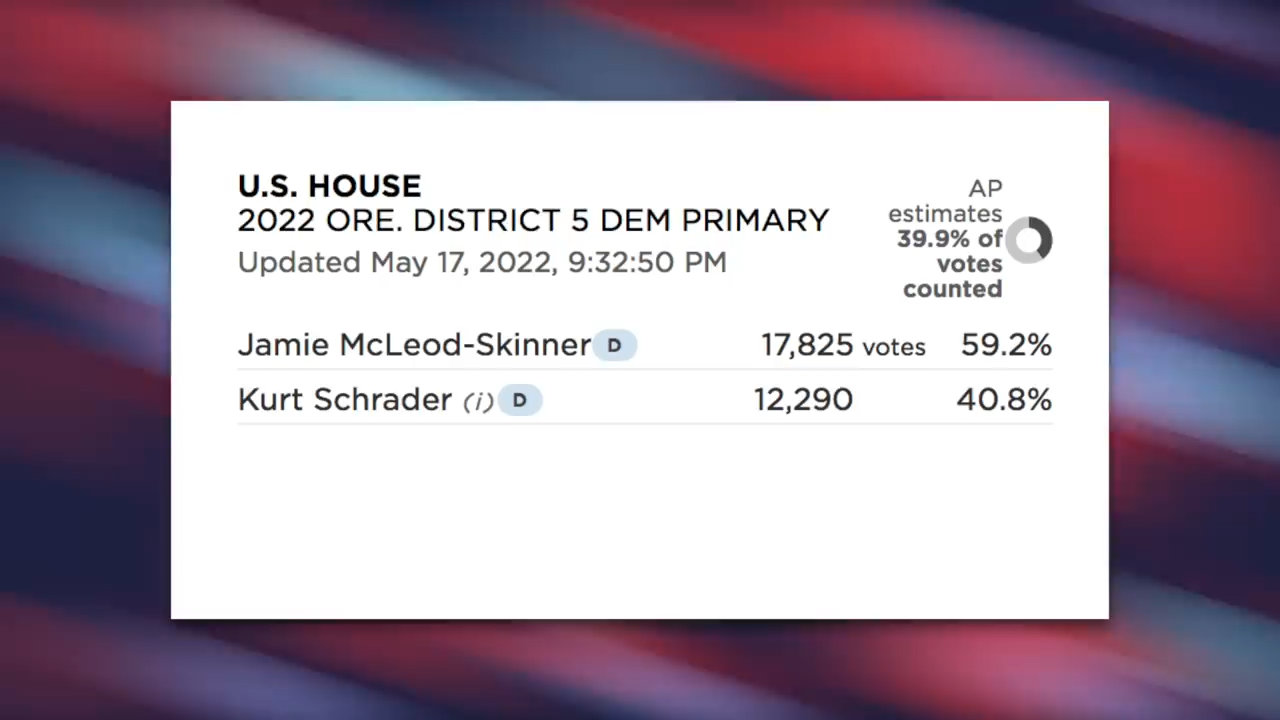 U.S. HOUSE
2022 ORE. DISTRICT 5 DEM PRIMARY
Updated May 17, 2022, 9:32:50 PM
AP
estimates
39.9% of
votes
counted
Jamie McLeod-Skinner D 17,825 votes 59.2%
Kurt Schrader (i) D 12,290 40.8%